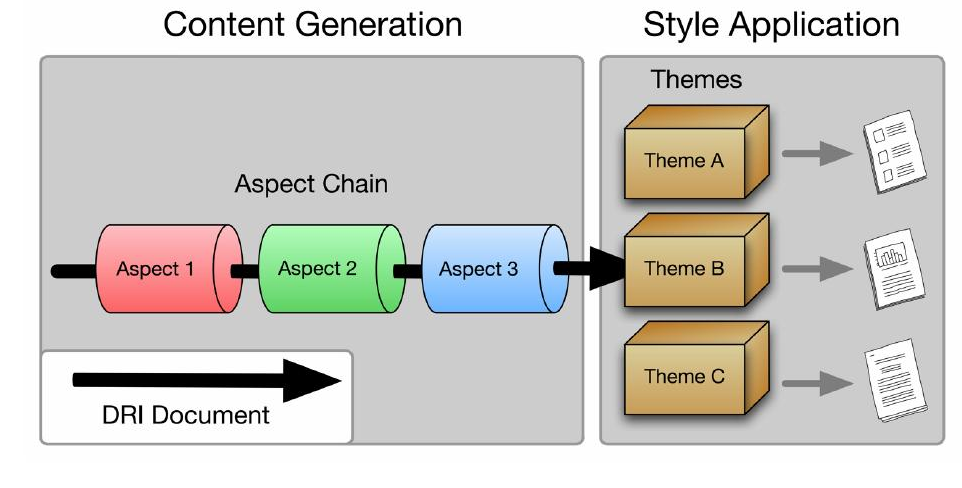 Content Generation
Style Application
Aspect Chain
Aspect 1
Aspect 2
Aspect 3
DRI Document
Themes
Theme A
Theme B
Theme C